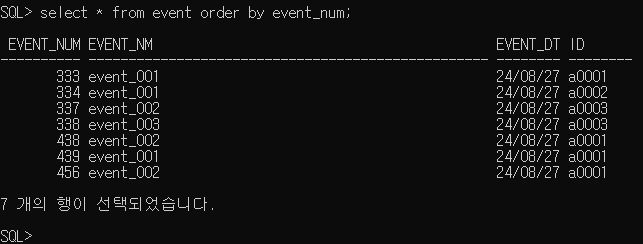 SQL> select * from event order by event_num;
EVENT_NUM EVENT_NM EVENT_DT ID
---------- -------------------------------------------------- -------- --------
333 event_001 24/08/27 a0001
334 event_001 24/08/27 a0002
337 event_002 24/08/27 a0003
338 event_003 24/08/27 a0003
438 event_002 24/08/27 a0001
439 event_001 24/08/27 a0001
456 event_002 24/08/27 a0001
7 개의 행이 선택되었습니다.
SQL>